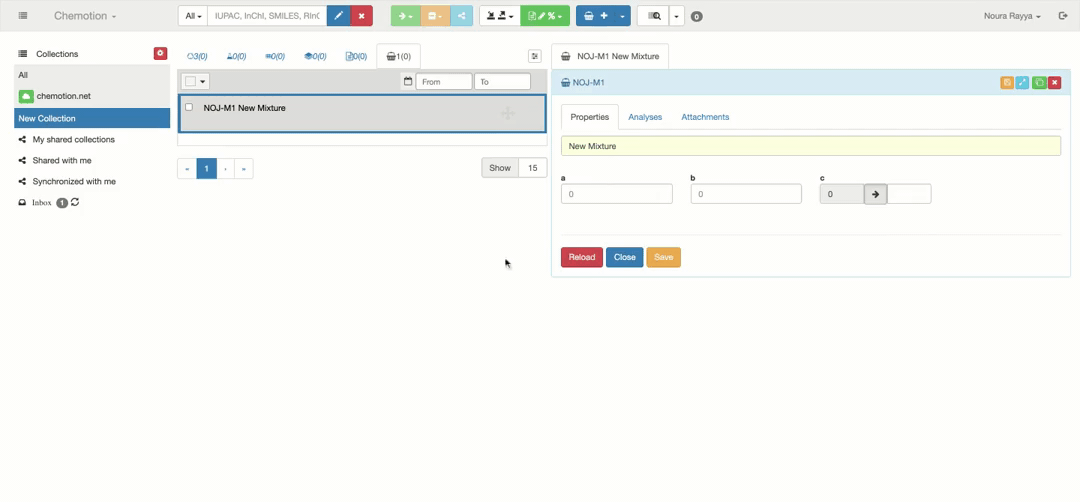 Chemotion
All
IUPAC, InChI, SMILES, RInC
0
Noura Rayya
Collections
3(0)
0(0)
0(0)
0(0)
0(0)
1(0)
NOJ-M1 New Mixture
All
From
To
NOJ-M1
chemotion.net
NOJ-M1 New Mixture
New Collection
Properties
Analyses
Attachments
My shared collections
New Mixture
Shared with me
«
1
›
»
Show
15
Synchronized with me
a
b
c
0
0
0
Inbox
1
Reload
Close
Save